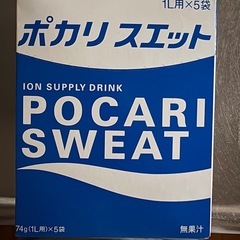 1L用×5袋
ポカリ スエット
ION SUPPLY DRINK
POCARI
SWEAT
74g(1L用)×5袋
無果汁